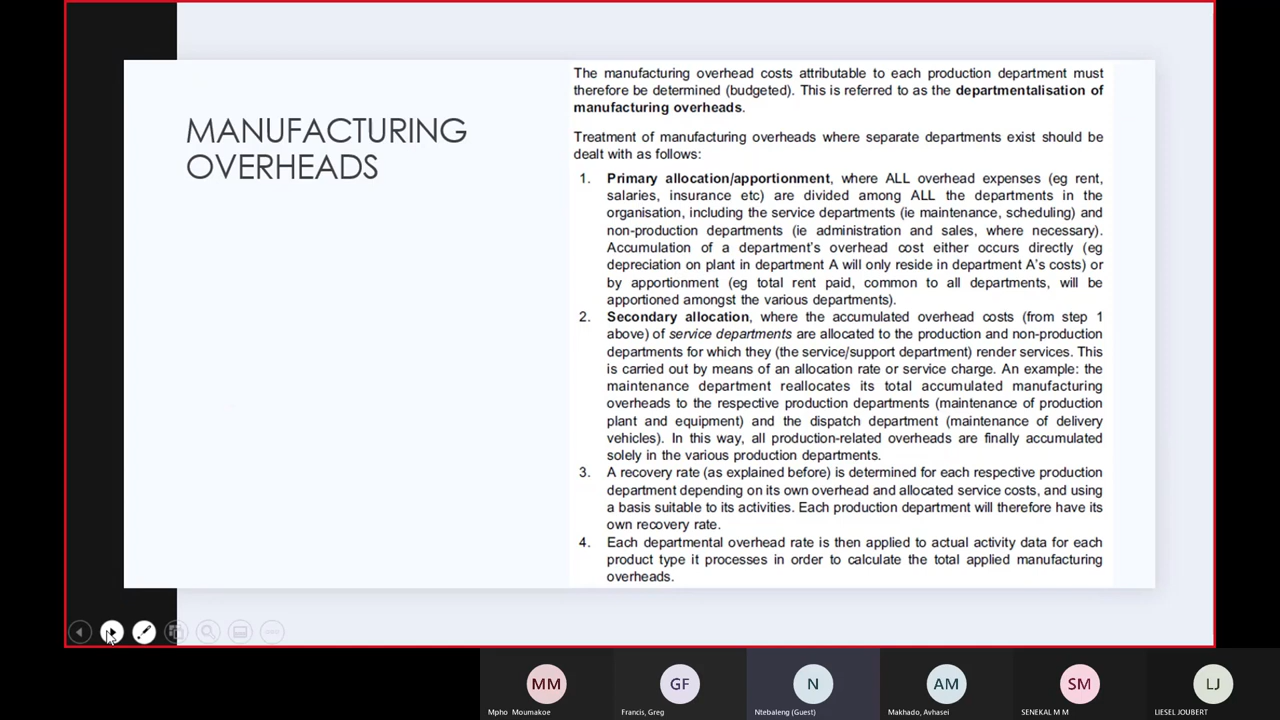 MANUFACTURING
OVERHEADS
The manufacturing overhead costs attributable to each production department must
therefore be determined (budgeted). This is referred to as the departmentalisation of
manufacturing overheads.
Treatment of manufacturing overheads where separate departments exist should be
dealt with as follows:
1. Primary allocation/apportionment, where ALL overhead expenses (eg rent,
salaries, insurance etc) are divided among ALL the departments in the
organisation, including the service departments (ie maintenance, scheduling) and
non-production departments (ie administration and sales, where necessary).
Accumulation of a department's overhead cost either occurs directly (eg
depreciation on plant in department A will only reside in department A's costs) or
by apportionment (eg total rent paid, common to all departments, will be
apportioned amongst the various departments).
2. Secondary allocation, where the accumulated overhead costs (from step 1
above) of service departments are allocated to the production and non-production
departments for which they (the service/support department) render services. This
is carried out by means of an allocation rate or service charge. An example: the
maintenance department reallocates its total accumulated manufacturing
overheads to the respective production departments (maintenance of production
plant and equipment) and the dispatch department (maintenance of delivery
vehicles). In this way, all production-related overheads are finally accumulated
solely in the various production departments.
3. A recovery rate (as explained before) is determined for each respective production
department depending on its own overhead and allocated service costs, and using
a basis suitable to its activities. Each production department will therefore have its
own recovery rate.
4. Each departmental overhead rate is then applied to actual activity data for each
product type it processes in order to calculate the total applied manufacturing
overheads.
MM
GF
N
AM
SM
LJ
Mpho Moumakoe
Francis, Greg
Ntebaleng (Guest)
Makhado, Avhasei
SENEKAL M M
LIESEL JOUBERT